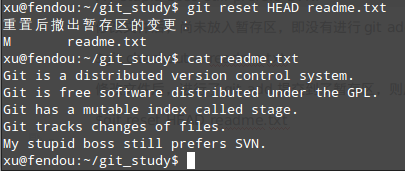 xu@fendou:~/git_study$ git reset HEAD readme.txt
重置后撤出暂存区的变更：
M	readme.txt
xu@fendou:~/git_study$ cat readme.txt
Git is a distributed version control system.
Git is free software distributed under the GPL.
Git has a mutable index called stage.
Git tracks changes of files.
My stupid boss still prefers SVN.
xu@fendou:~/git_study$